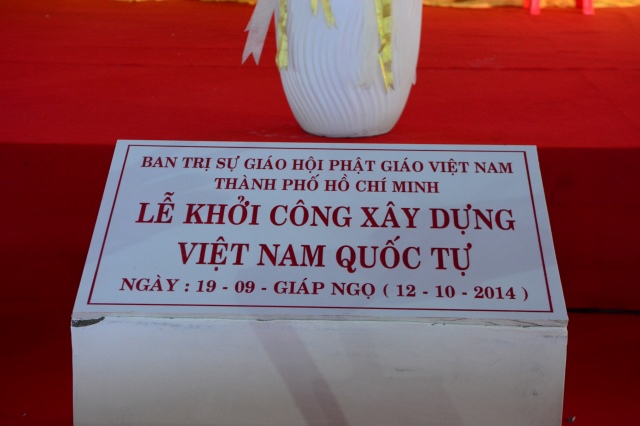 BAN TRỊ SỰ GIÁO HỘI PHẬT GIÁO VIỆT NAM
THÀNH PHỐ HỒ CHÍ MINH
LỄ KHỞI CÔNG XÂY DỰNG
VIỆT NAM QUỐC TỰ
NGÀY : 19 - 09 - GIÁP NGỌ ( 12 - 10 - 2014 )